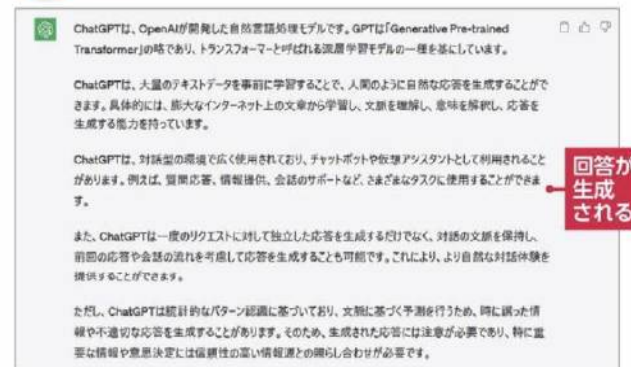 ChatGPTは、OpenAIが開発した自然言語処理モデルです。GPTは「Generative Pre-trained
Transformer」の略であり、トランスフォーマーと呼ばれる深層学習モデルの一種を基にしています。
ChatGPTは、大量のテキストデータを事前に学習することで、人間のように自然な応答を生成することがで
きます。具体的には、膨大なインターネット上の文章から学習し、文脈を理解し、意味を解釈し、応答を
生成する能力を持っています。
ChatGPTは、対話型の環境で広く使用されており、チャットボットや仮想アシスタントとして利用されること
があります。例えば、質問応答、情報提供、会話のサポートなど、さまざまなタスクに使用することができま
す。
回答が
生成
される
また、ChatGPTは一度のリクエストに対して独立した応答を生成するだけでなく、対話の文脈を保持し、
前回の応答や会話の流れを考慮して応答を生成することも可能です。これにより、より自然な対話体験を
提供することができます。
ただし、ChatGPTは統計的なパターン認識に基づいており、文脈に基づく予測を行うため、時に誤った情
報や不適切な応答を生成することがあります。そのため、生成された応答には注意が必要であり、特に重
要な情報や意思決定には信頼性の高い情報源との照らし合わせが必要です。